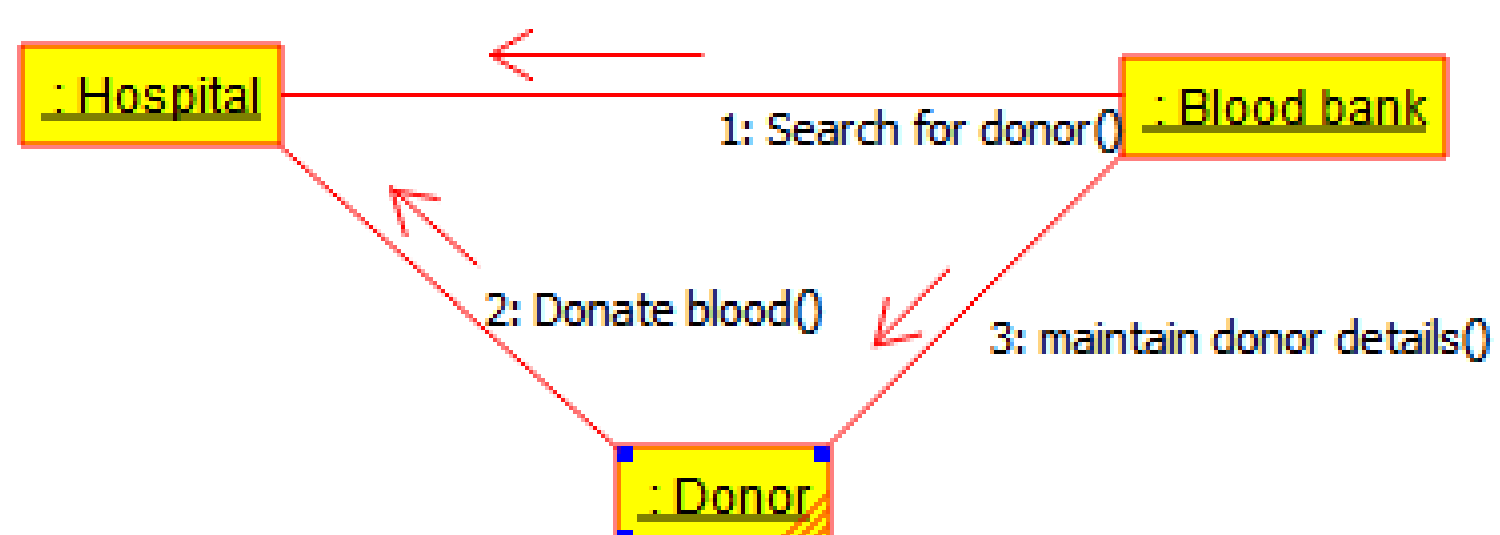 : Hospital
: Blood bank
1: Search for donor()
2: Donate blood()
3: maintain donor details()
: Donor